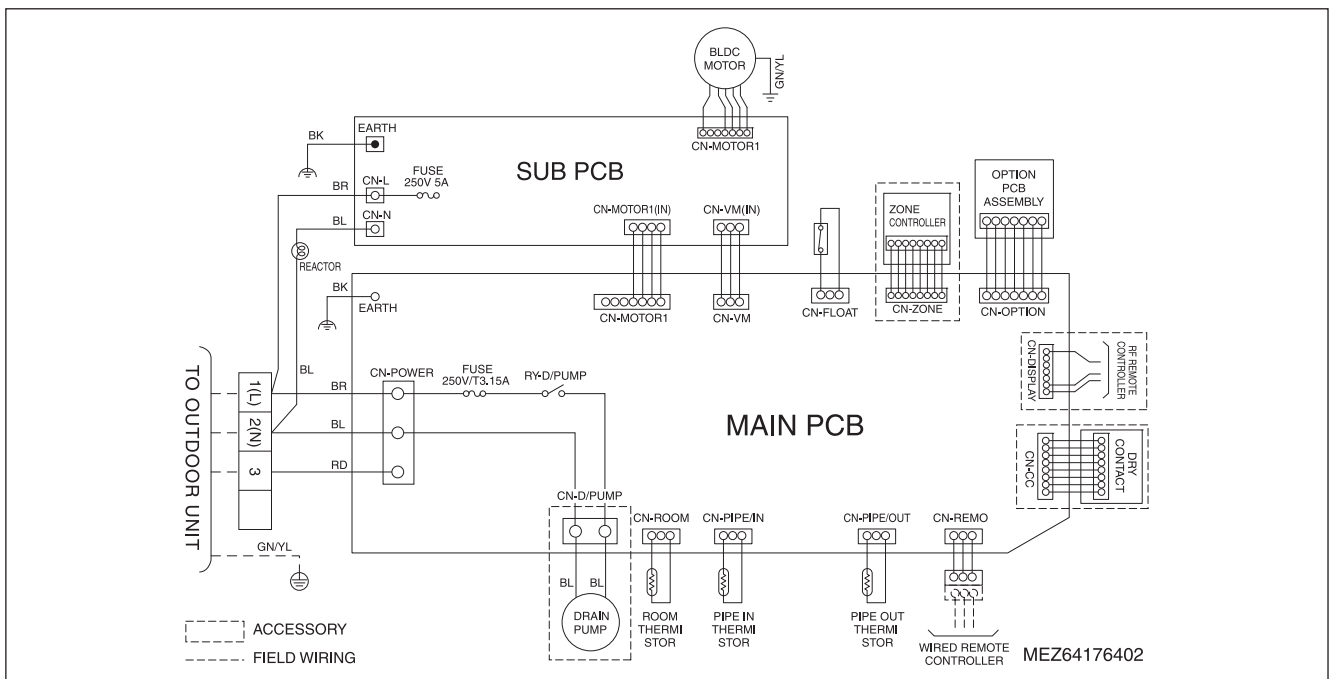 BLDC
MOTOR
GN/YL
CN-MOTOR1
EARTH
BK
SUB PCB
FUSE
250V 5A
CN-L
BR
CN-N
BL
REACTOR
CN-MOTOR1(IN)
CN-VM(IN)
ZONE
CONTROLLER
OPTION
PCB
ASSEMBLY
BK
EARTH
CN-MOTOR1
CN-VM
CN-FLOAT
CN-ZONE
CN-OPTION
CN-DISPLAY
RF REMOTE
CONTROLLER
TO OUTDOOR UNIT
1(L)
2(N)
3
BL
BR
BL
RD
CN-POWER
FUSE
250V/T3.15A
RY-D/PUMP
MAIN PCB
CN-CC
DRY
CONTACT
CN-D/PUMP
CN-ROOM
CN-PIPE/IN
CN-PIPE/OUT
CN-REMO
GN/YL
BL
BL
DRAIN
PUMP
ROOM
THERMI
STOR
PIPE IN
THERMI
STOR
PIPE OUT
THERMI
STOR
WIRED REMOTE
CONTROLLER
ACCESSORY
FIELD WIRING
MEZ64176402